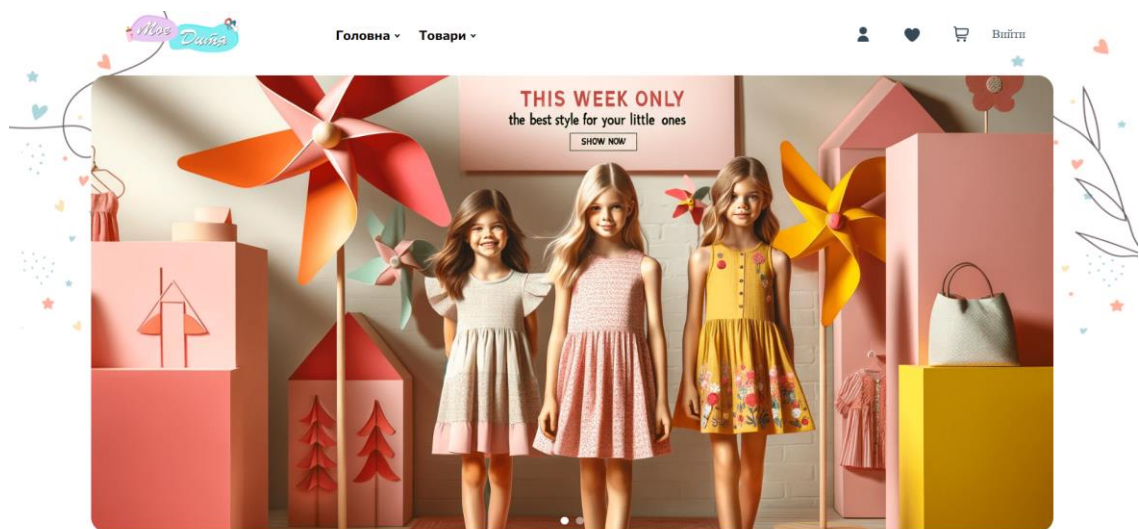 Моє Дитя
Головна Товари Вийти
THIS WEEK ONLY
the best style for your little ones
SHOW NOW